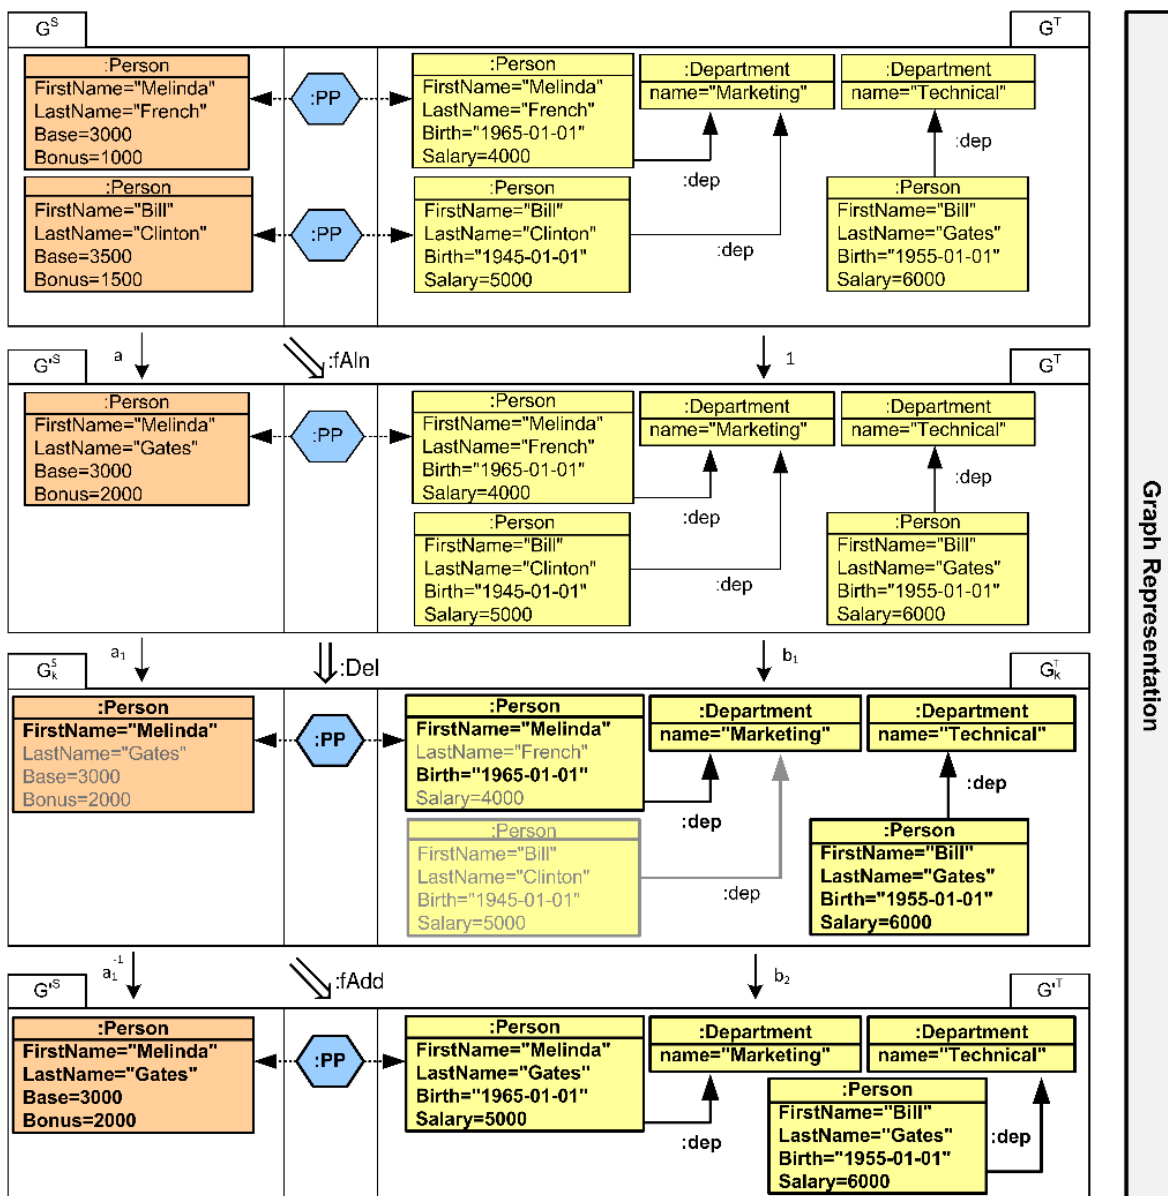 G^S
G^T
:Person
FirstName="Melinda"
LastName="French"
Base=3000
Bonus=1000
:PP
:Person
FirstName="Melinda"
LastName="French"
Birth="1965-01-01"
Salary=4000
:Department
name="Marketing"
:Department
name="Technical"
:dep
:dep
:Person
FirstName="Bill"
LastName="Clinton"
Base=3500
Bonus=1500
:PP
:Person
FirstName="Bill"
LastName="Clinton"
Birth="1945-01-01"
Salary=5000
:dep
:Person
FirstName="Bill"
LastName="Gates"
Birth="1955-01-01"
Salary=6000
a
:fAln
1
G'^S
G^T
:Person
FirstName="Melinda"
LastName="Gates"
Base=3000
Bonus=2000
:PP
:Person
FirstName="Melinda"
LastName="French"
Birth="1965-01-01"
Salary=4000
:Department
name="Marketing"
:Department
name="Technical"
:dep
:dep
:Person
FirstName="Bill"
LastName="Clinton"
Birth="1945-01-01"
Salary=5000
:dep
:Person
FirstName="Bill"
LastName="Gates"
Birth="1955-01-01"
Salary=6000
a_1
:Del
b_1
G_k^S
G_k^T
:Person
FirstName="Melinda"
LastName="Gates"
Base=3000
Bonus=2000
:PP
:Person
FirstName="Melinda"
LastName="French"
Birth="1965-01-01"
Salary=4000
:Department
name="Marketing"
:Department
name="Technical"
:dep
:dep
:Person
FirstName="Bill"
LastName="Clinton"
Birth="1945-01-01"
Salary=5000
:dep
:Person
FirstName="Bill"
LastName="Gates"
Birth="1955-01-01"
Salary=6000
a_1^-1
:fAdd
b_2
G'^S
G'^T
:Person
FirstName="Melinda"
LastName="Gates"
Base=3000
Bonus=2000
:PP
:Person
FirstName="Melinda"
LastName="Gates"
Birth="1965-01-01"
Salary=5000
:Department
name="Marketing"
:Department
name="Technical"
:dep
:Person
FirstName="Bill"
LastName="Gates"
Birth="1955-01-01"
Salary=6000
:dep
Graph Representation